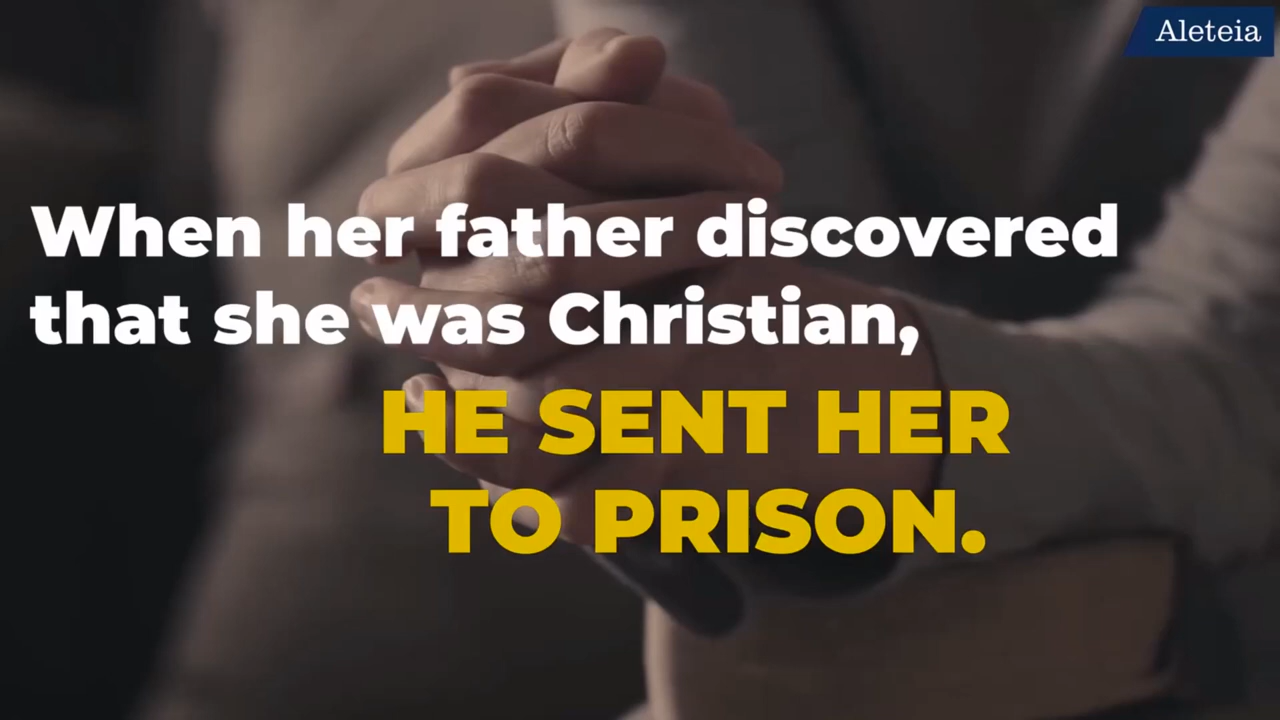 Aleteia
When her father discovered
that she was Christian,
HE SENT HER
TO PRISON.